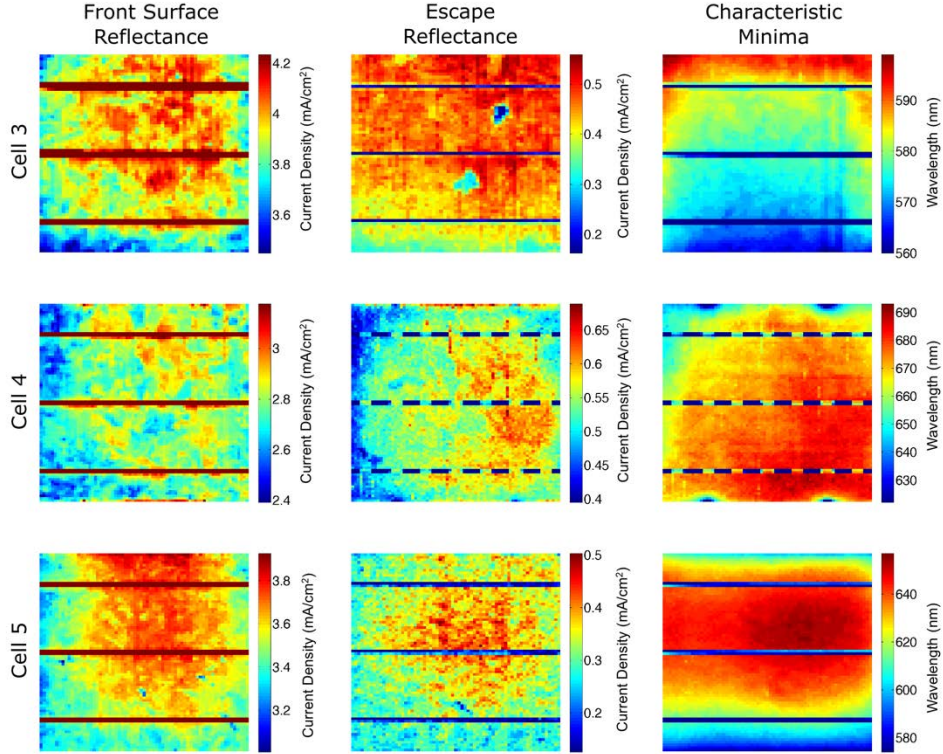 Front Surface
Reflectance
Escape
Reflectance
Characteristic
Minima
Cell 3
4.2
4
3.8
3.6
Current Density (mA/cm²)
0.5
0.4
0.3
0.2
Current Density (mA/cm²)
590
580
570
560
Wavelength (nm)
Cell 4
3
2.8
2.6
2.4
Current Density (mA/cm²)
0.65
0.6
0.55
0.5
0.45
0.4
Current Density (mA/cm²)
690
680
670
660
650
640
630
Wavelength (nm)
Cell 5
3.8
3.6
3.4
3.2
3.1
Current Density (mA/cm²)
0.5
0.4
0.3
0.2
Current Density (mA/cm²)
640
620
600
580
Wavelength (nm)